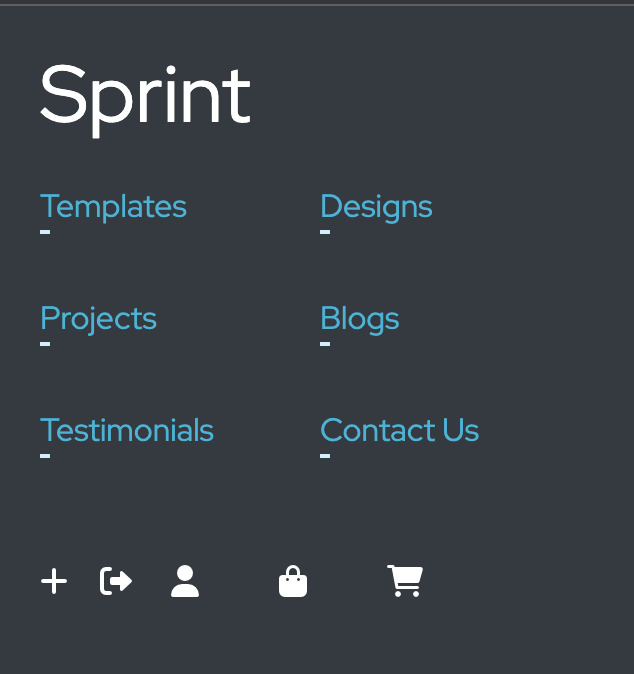 Sprint
Templates
Designs
Projects
Blogs
Testimonials
Contact Us